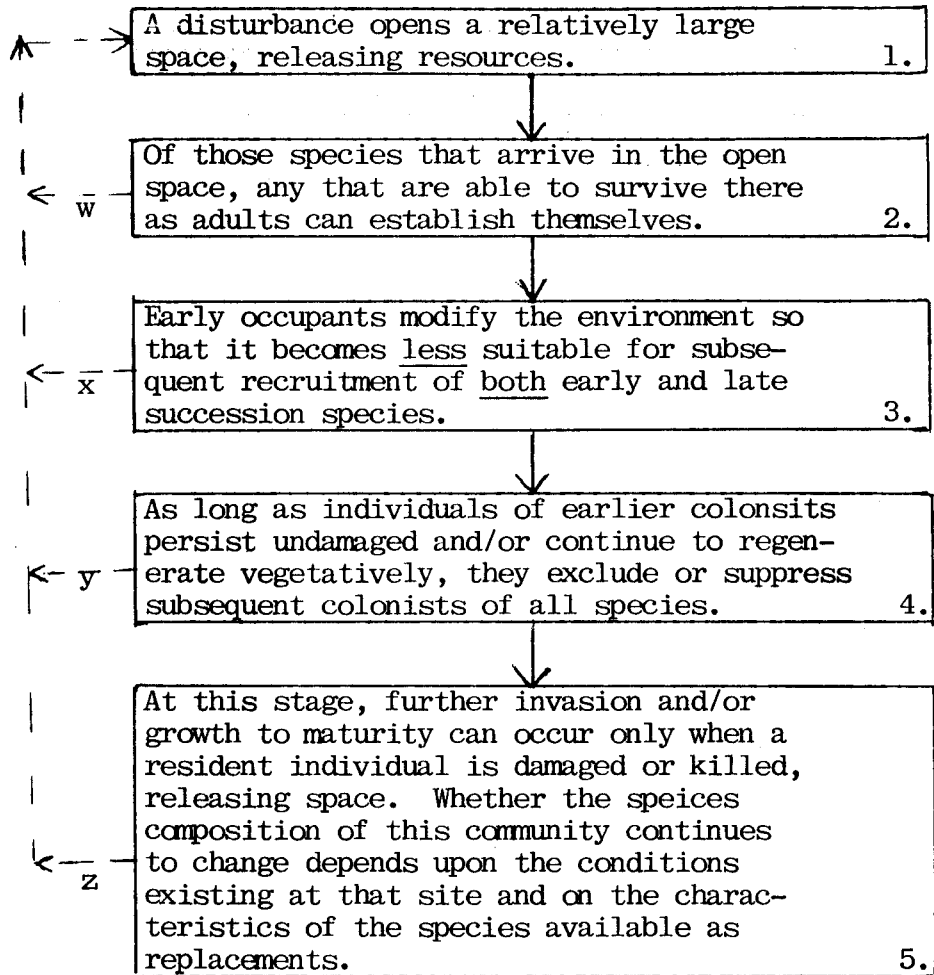 A disturbance opens a relatively large
space, releasing resources. 1.
Of those species that arrive in the open
space, any that are able to survive there
as adults can establish themselves. 2.
w
Early occupants modify the environment so
that it becomes less suitable for subse-
quent recruitment of both early and late
succession species. 3.
x
As long as individuals of earlier colonsits
persist undamaged and/or continue to regen-
erate vegetatively, they exclude or suppress
subsequent colonists of all species. 4.
y
At this stage, further invasion and/or
growth to maturity can occur only when a
resident individual is damaged or killed,
releasing space. Whether the speices
composition of this community continues
to change depends upon the conditions
existing at that site and on the charac-
teristics of the species available as
replacements. 5.
z